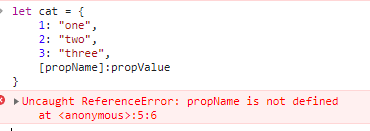 let cat = {
1: "one",
2: "two",
3: "three",
[propName]:propValue
}
Uncaught ReferenceError: propName is not defined
at <anonymous>:5:6